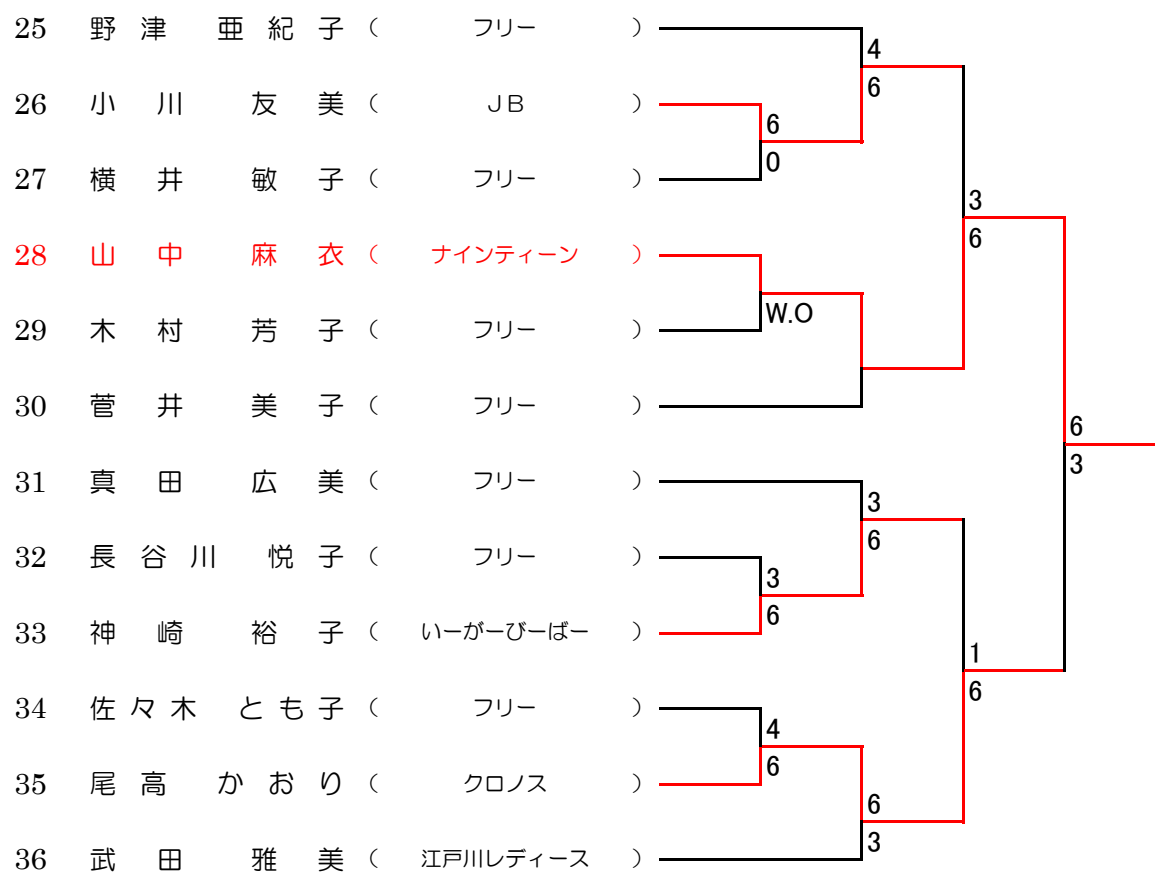 25 野津 亜紀子 ( フリー )
4
26 小川 友美 ( JB )
6
6
27 横井 敏子 ( フリー )
0
3
28 山中 麻衣 ( ナインティーン )
6
W.O
29 木村 芳子 ( フリー )
30 菅井 美子 ( フリー )
6
3
31 真田 広美 ( フリー )
3
32 長谷川 悦子 ( フリー )
6
3
33 神崎 裕子 ( いーがーびーばー )
6
1
6
34 佐々木 とも子 ( フリー )
4
35 尾高 かおり ( クロノス )
6
6
36 武田 雅美 ( 江戸川レディース )
3